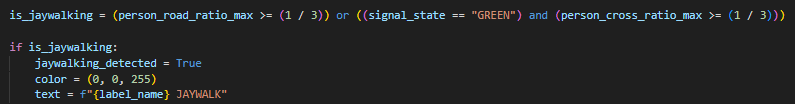 is_jaywalking = (person_road_ratio_max >= (1 / 3)) or ((signal_state == "GREEN") and (person_cross_ratio_max >= (1 / 3)))

if is_jaywalking:
    jaywalking_detected = True
    color = (0, 0, 255)
    text = f"{label_name} JAYWALK"